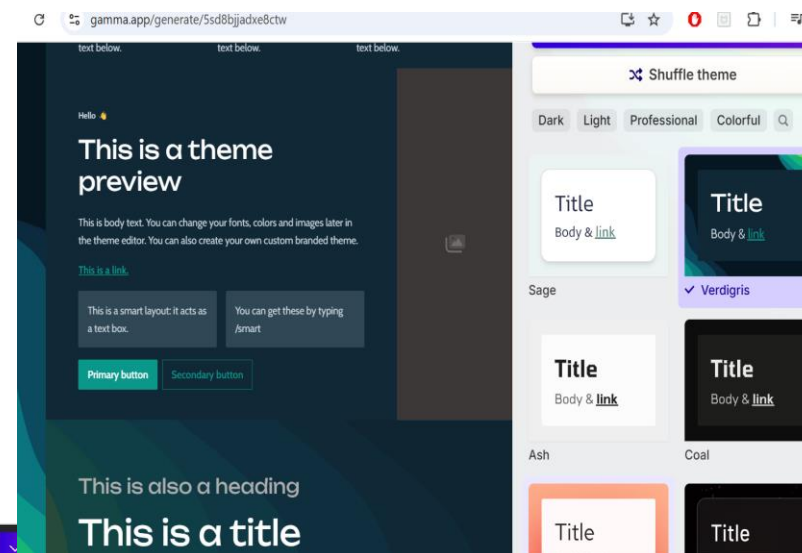 gamma.app/generate/5sd8bjjadxe8ctw
text below. text below. text below.
Hello 👋
This is a theme
preview
This is body text. You can change your fonts, colors and images later in
the theme editor. You can also create your own custom branded theme.
This is a link.
This is a smart layout: it acts as
a text box.
You can get these by typing
/smart
Primary button
Secondary button
This is also a heading
This is a title
Shuffle theme
Dark Light Professional Colorful
Title
Body & link
Sage
Title
Body & link
Verdigris
Title
Body & link
Ash
Title
Body & link
Coal
Title
Title